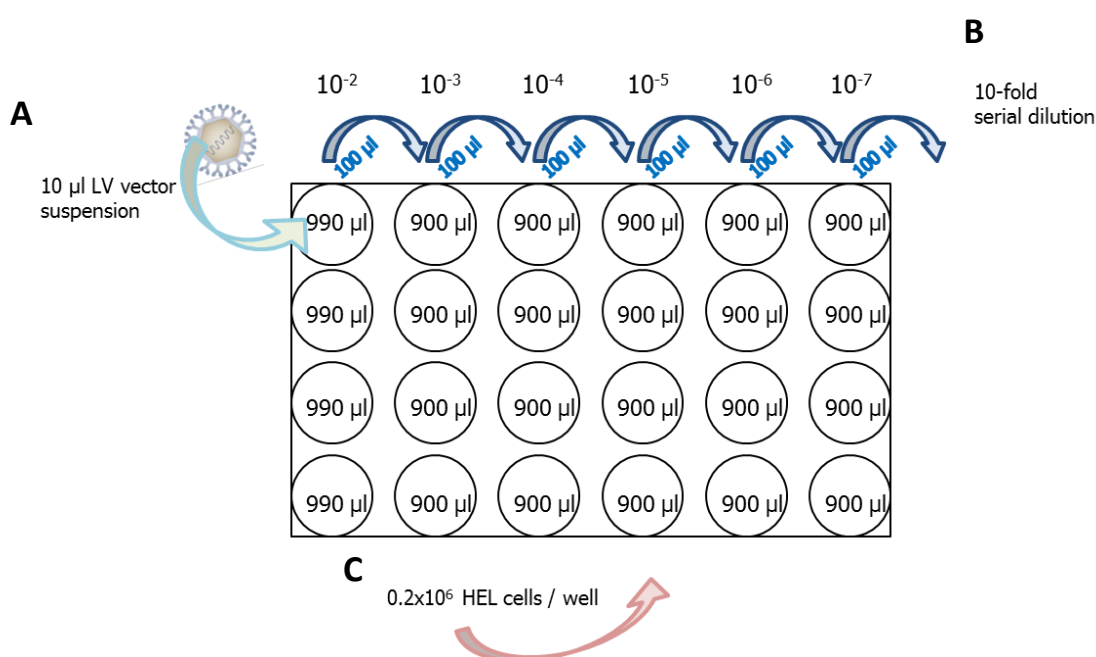 B
10⁻² 10⁻³ 10⁻⁴ 10⁻⁵ 10⁻⁶ 10⁻⁷
10-fold
serial dilution
A
100 µl 100 µl 100 µl 100 µl 100 µl 100 µl
10 µl LV vector
suspension
990 µl 900 µl 900 µl 900 µl 900 µl 900 µl
990 µl 900 µl 900 µl 900 µl 900 µl 900 µl
990 µl 900 µl 900 µl 900 µl 900 µl 900 µl
990 µl 900 µl 900 µl 900 µl 900 µl 900 µl
C
0.2x10⁶ HEL cells / well